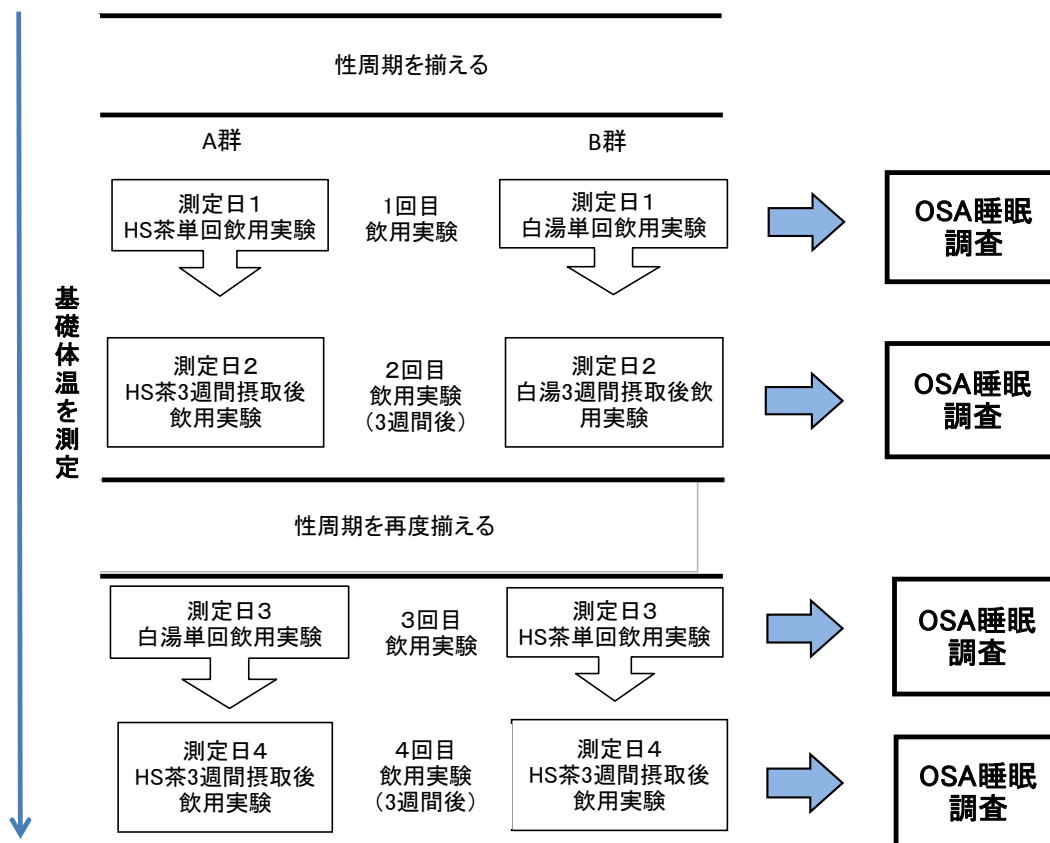 性周期を揃える
A群
B群
測定日1
HS茶単回飲用実験
1回目
飲用実験
測定日1
白湯単回飲用実験
OSA睡眠
調査
基礎体温を測定
測定日2
HS茶3週間摂取後
飲用実験
2回目
飲用実験
（3週間後）
測定日2
白湯3週間摂取後飲
用実験
OSA睡眠
調査
性周期を再度揃える
測定日3
白湯単回飲用実験
3回目
飲用実験
測定日3
HS茶単回飲用実験
OSA睡眠
調査
測定日4
HS茶3週間摂取後
飲用実験
4回目
飲用実験
（3週間後）
測定日4
HS茶3週間摂取後
飲用実験
OSA睡眠
調査